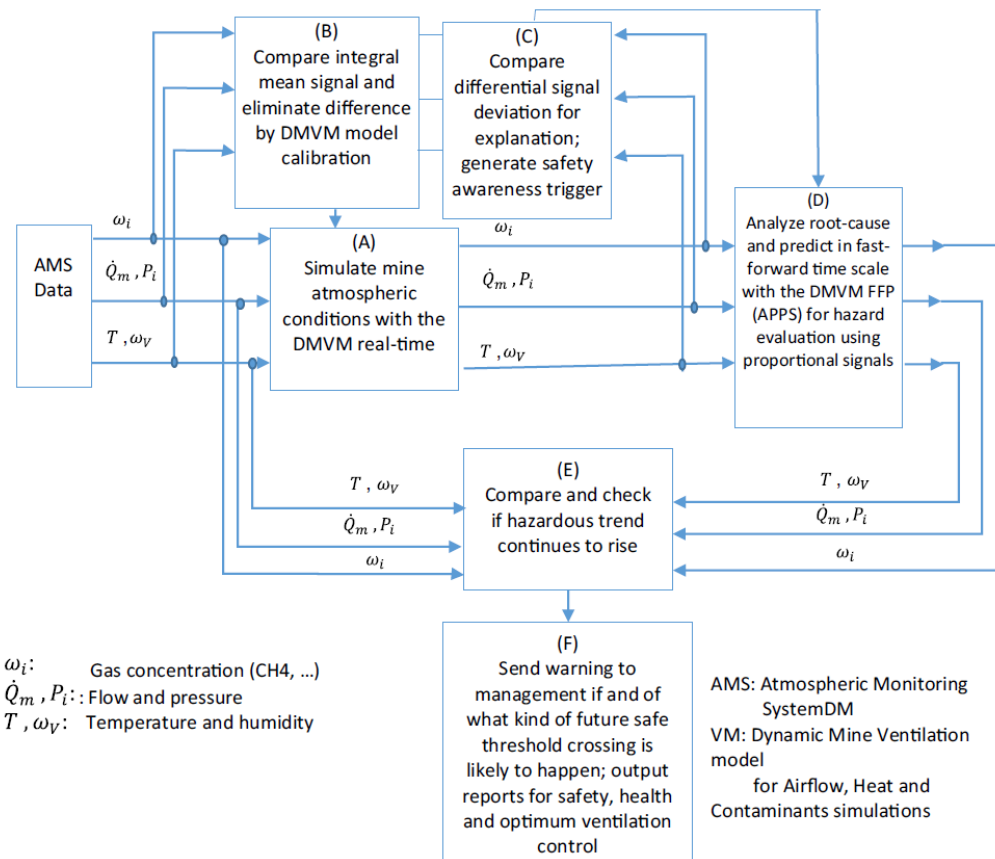 (B)
Compare integral
mean signal and
eliminate difference
by DMVM model
calibration
(C)
Compare
differential signal
deviation for
explanation;
generate safety
awareness trigger
(D)
Analyze root-cause
and predict in fast-
forward time scale
with the DMVM FFP
(APPS) for hazard
evaluation using
proportional signals
AMS
Data
ωᵢ
Q̇ₘ , Pᵢ
T , ω_V
(A)
Simulate mine
atmospheric
conditions with the
DMVM real-time
ωᵢ
Q̇ₘ , Pᵢ
T , ω_V
T , ω_V
Q̇ₘ , Pᵢ
ωᵢ
(E)
Compare and check
if hazardous trend
continues to rise
T , ω_V
Q̇ₘ , Pᵢ
ωᵢ
(F)
Send warning to
management if and of
what kind of future safe
threshold crossing is
likely to happen; output
reports for safety, health
and optimum ventilation
control
ωᵢ: Gas concentration (CH4, ...)
Q̇ₘ , Pᵢ: : Flow and pressure
T , ω_V: Temperature and humidity
AMS: Atmospheric Monitoring
SystemDM
VM: Dynamic Mine Ventilation
model
for Airflow, Heat and
Contaminants simulations